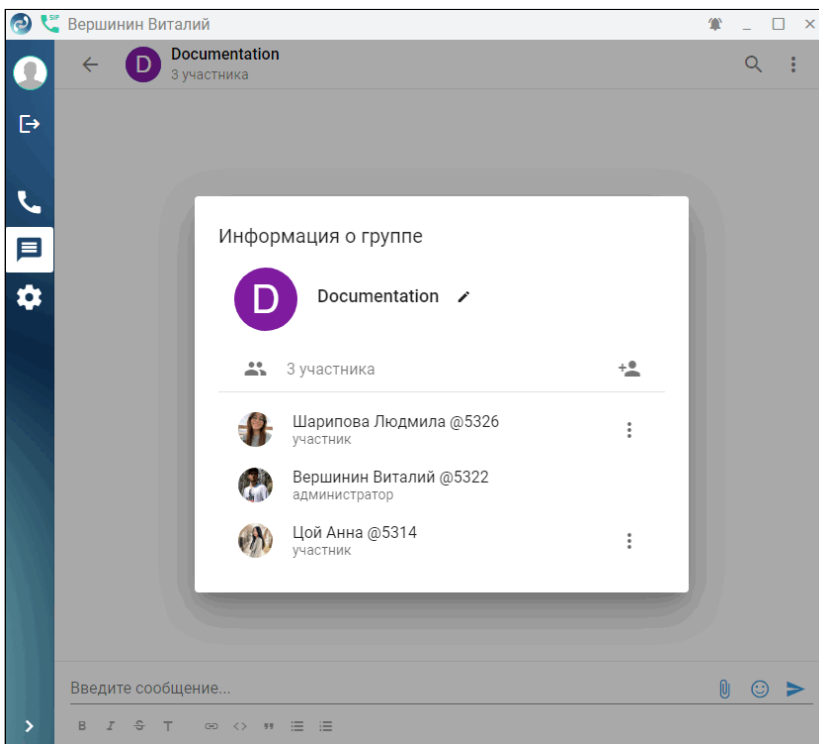 SIP
Вершинин Виталий
D
Documentation
3 участника
Информация о группе
D
Documentation
3 участника
Шарипова Людмила @5326
участник
Вершинин Виталий @5322
администратор
Цой Анна @5314
участник
Введите сообщение...
B I S T